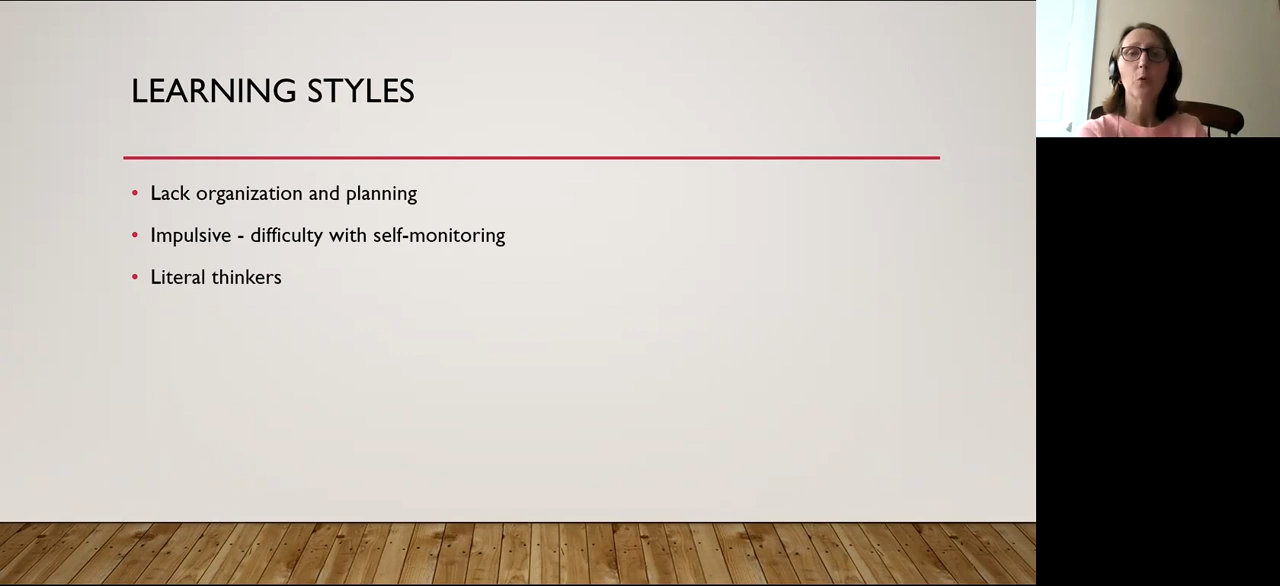 LEARNING STYLES
• Lack organization and planning
• Impulsive - difficulty with self-monitoring
• Literal thinkers